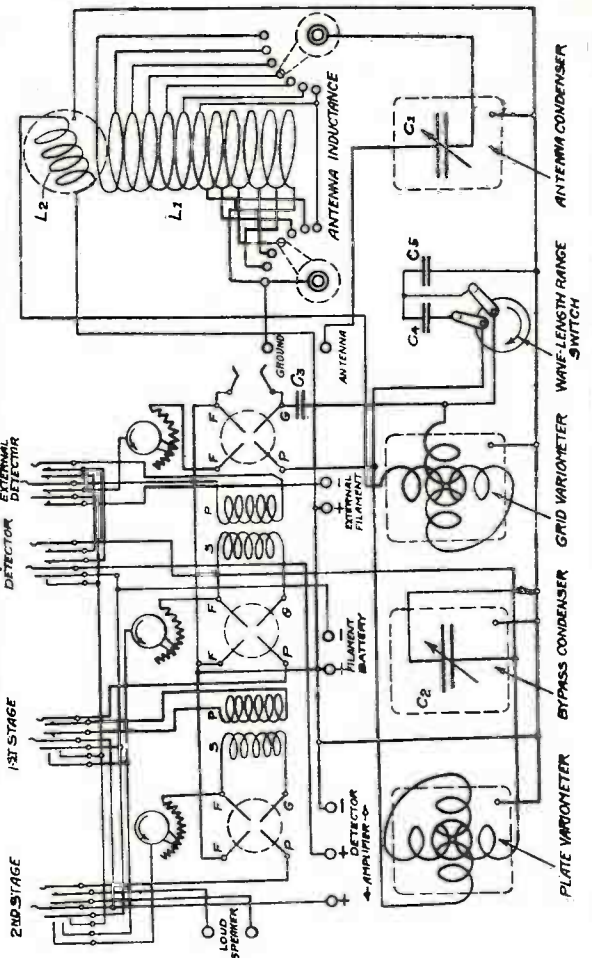 2ND STAGE
1ST STAGE
DETECTOR
EXTERNAL
DETECTOR
L2
L1
P
S
P
S
F
F
G
P
F
F
G
P
F
F
G
P
LOUD
SPEAKER
GROUND
C3
ANTENNA
ANTENNA INDUCTANCE
+
+
-
DETECTOR
AMPLIFIER
+
-
FILAMENT
BATTERY
+
-
EXTERNAL
FILAMENT
C2
C4
C5
C1
PLATE VARIOMETER
BYPASS CONDENSER
GRID VARIOMETER
WAVE-LENGTH RANGE
SWITCH
ANTENNA CONDENSER